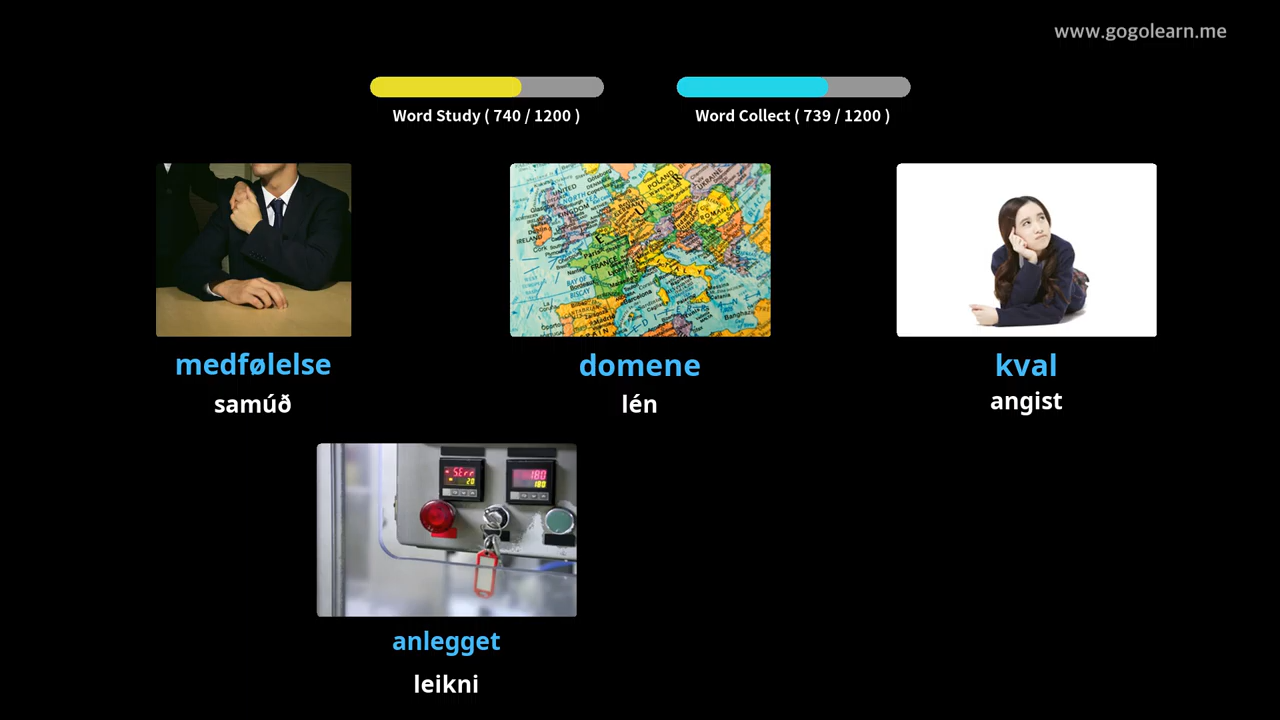 www.gogolearn.me
Word Study ( 740 / 1200 )
Word Collect ( 739 / 1200 )
medfølelse
samúð
domene
lén
kval
angist
anlegget
leikni